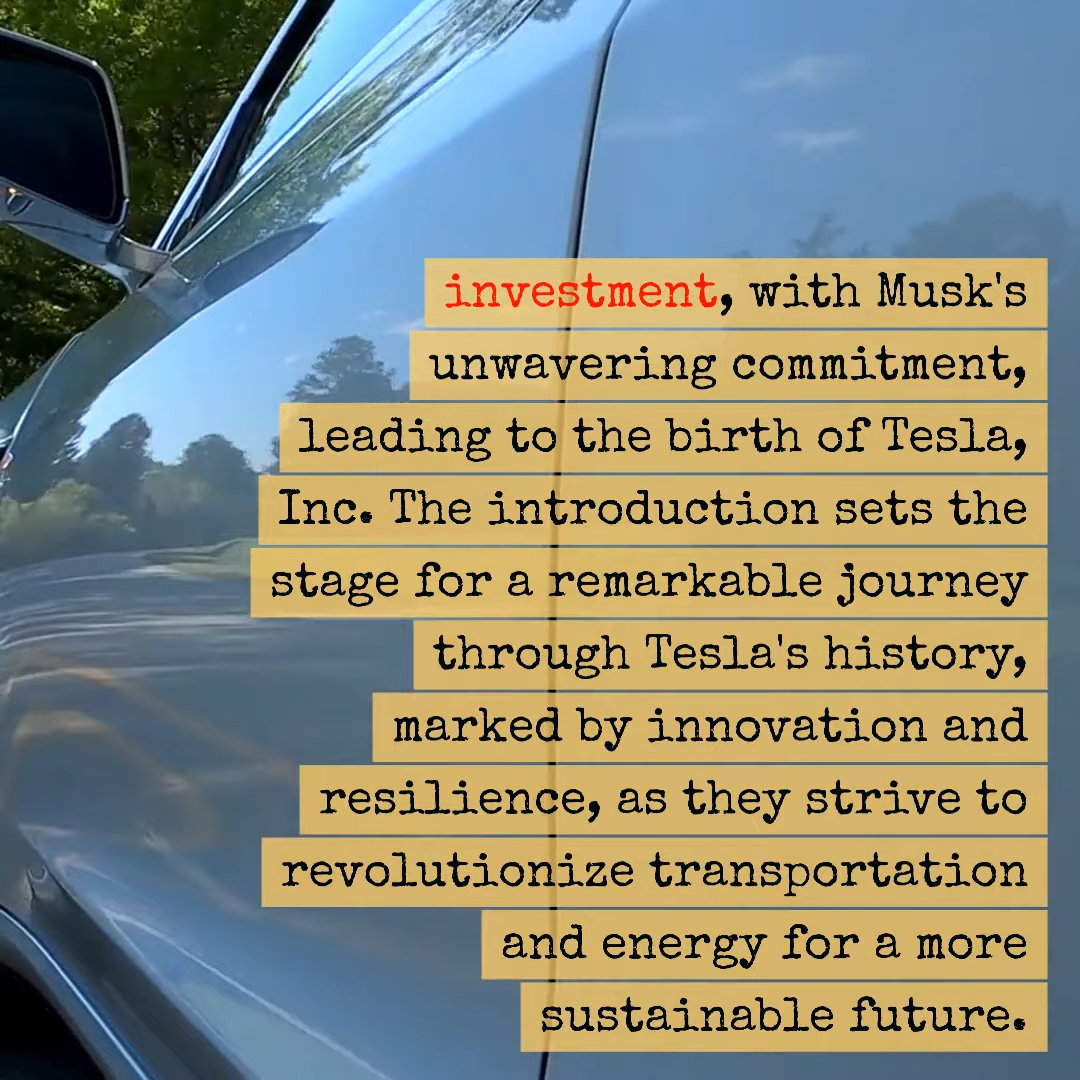 investment, with Musk's
unwavering commitment,
leading to the birth of Tesla,
Inc. The introduction sets the
stage for a remarkable journey
through Tesla's history,
marked by innovation and
resilience, as they strive to
revolutionize transportation
and energy for a more
sustainable future.